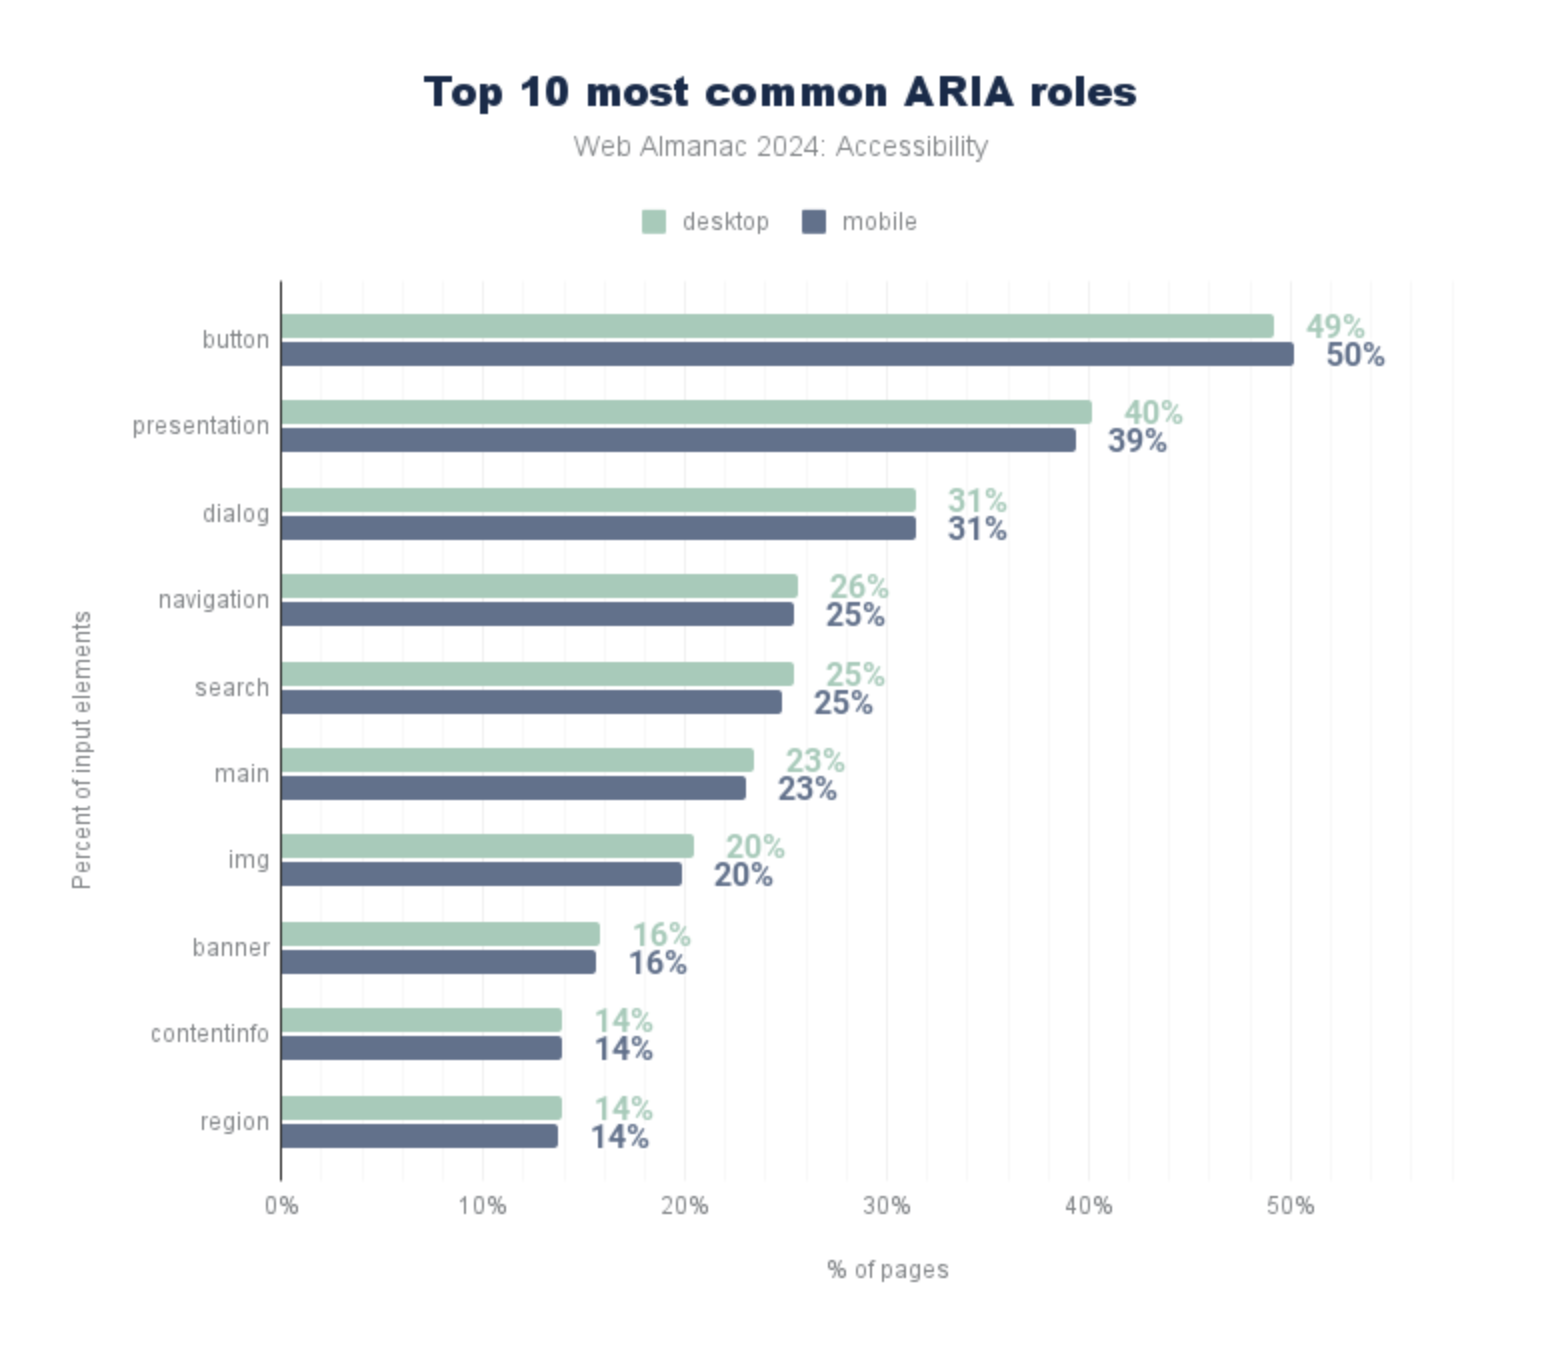 Top 10 most common ARIA roles
Web Almanac 2024: Accessibility
desktop
mobile
Percent of input elements
button
49%
50%
presentation
40%
39%
dialog
31%
31%
navigation
26%
25%
search
25%
25%
main
23%
23%
img
20%
20%
banner
16%
16%
contentinfo
14%
14%
region
14%
14%
0% 10% 20% 30% 40% 50%
% of pages